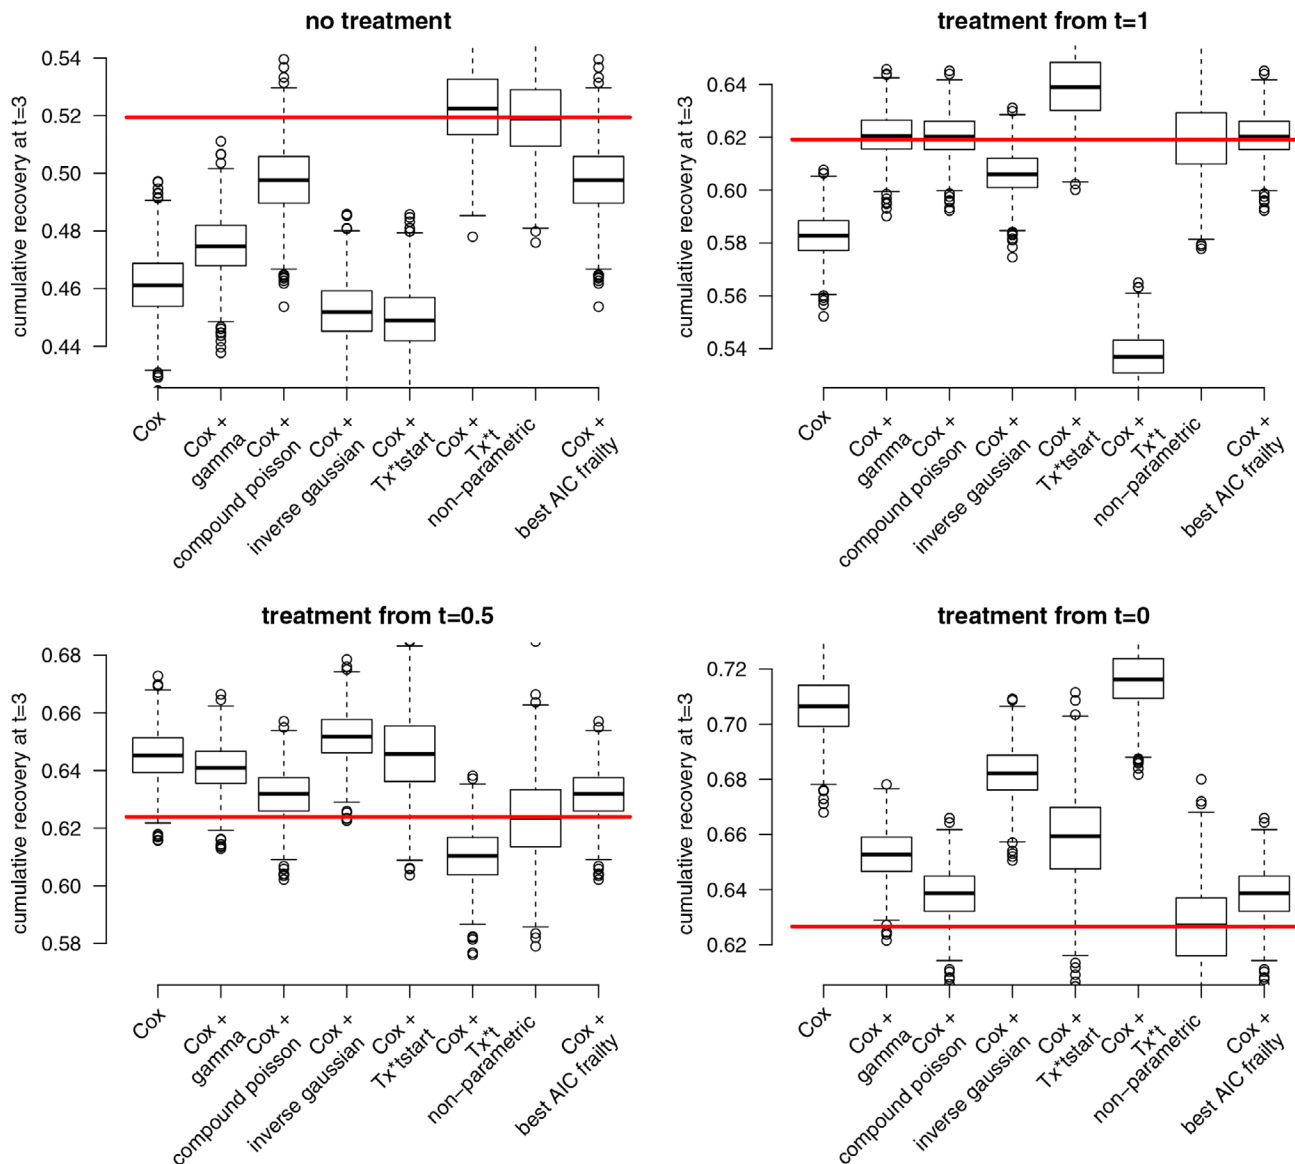 no treatment
cumulative recovery at t=3
0.54
0.52
0.50
0.48
0.46
0.44
Cox
Cox +
gamma
Cox +
compound poisson
Cox +
inverse gaussian
Cox +
Tx*tstart
Cox +
Tx*t
non−parametric
Cox +
best AIC frailty
treatment from t=1
cumulative recovery at t=3
0.64
0.62
0.60
0.58
0.56
0.54
Cox
Cox +
gamma
Cox +
compound poisson
Cox +
inverse gaussian
Cox +
Tx*tstart
Cox +
Tx*t
non−parametric
Cox +
best AIC frailty
treatment from t=0.5
cumulative recovery at t=3
0.68
0.66
0.64
0.62
0.60
0.58
Cox
Cox +
gamma
Cox +
compound poisson
Cox +
inverse gaussian
Cox +
Tx*tstart
Cox +
Tx*t
non−parametric
Cox +
best AIC frailty
treatment from t=0
cumulative recovery at t=3
0.72
0.70
0.68
0.66
0.64
0.62
Cox
Cox +
gamma
Cox +
compound poisson
Cox +
inverse gaussian
Cox +
Tx*tstart
Cox +
Tx*t
non−parametric
Cox +
best AIC frailty